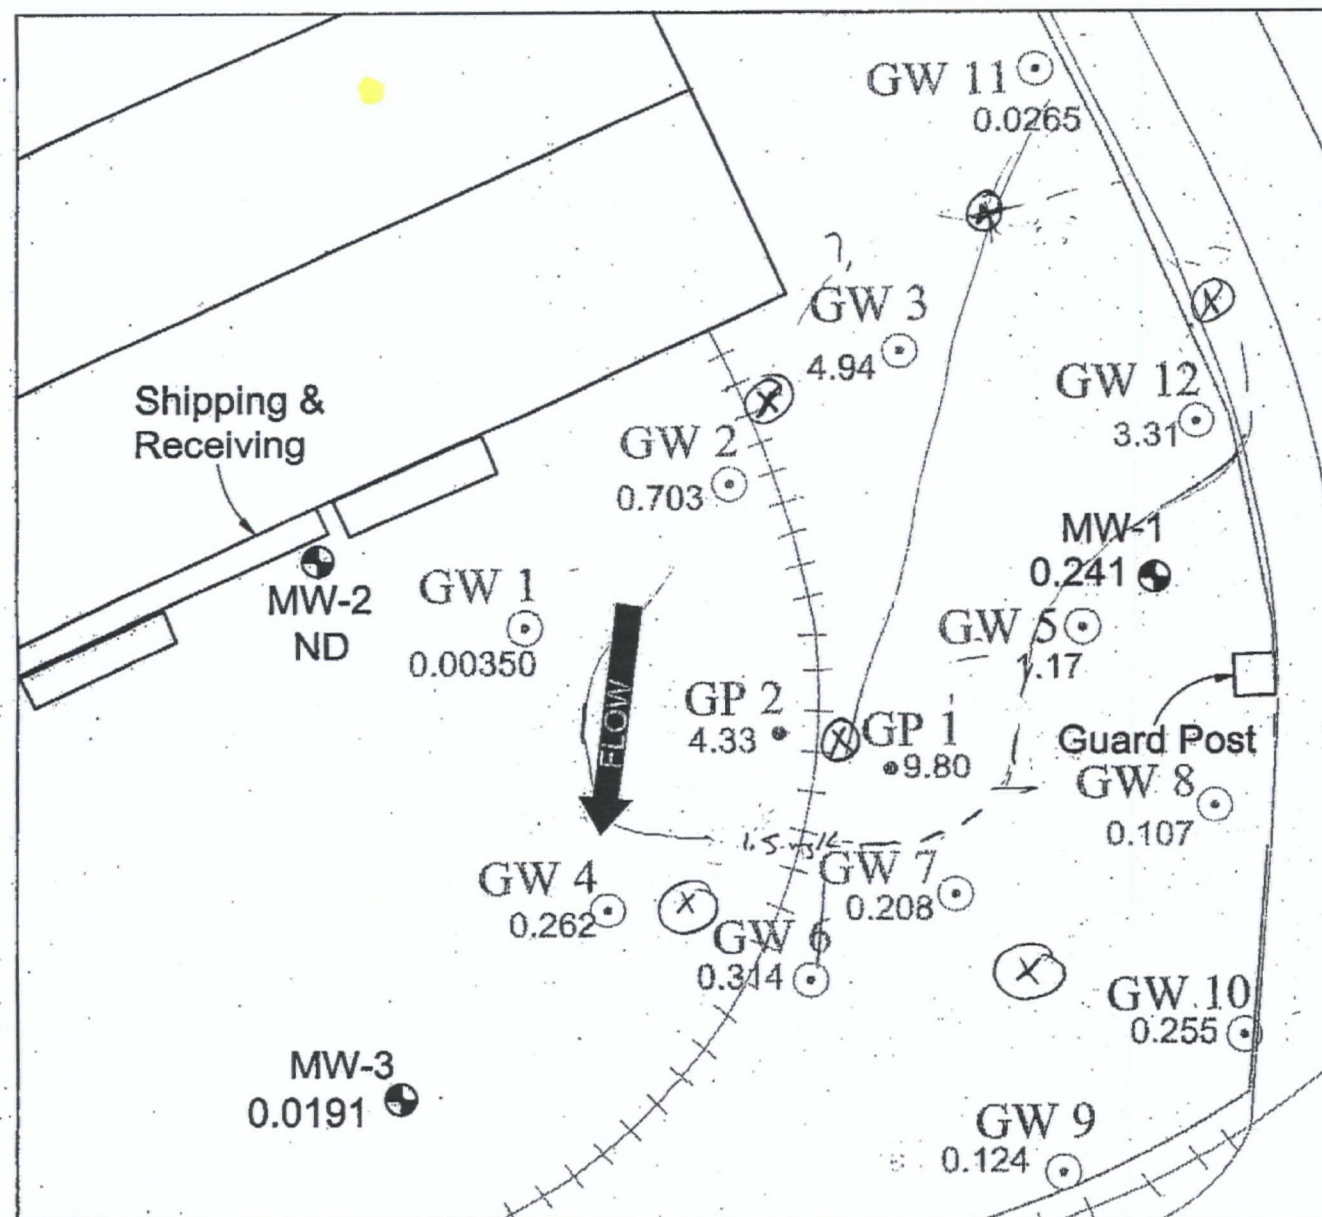 GW 11
0.0265
GW 3
4.94
Shipping &
Receiving
GW 12
3.31
GW 2
0.703
MW-1
0.241
MW-2
ND
GW 1
0.00350
GW 5
1.17
FLOW
GP 2
4.33
GP 1
9.80
Guard Post
GW 8
0.107
GW 4
0.262
GW 7
0.208
GW 6
0.314
GW 10
0.255
MW-3
0.0191
GW 9
0.124